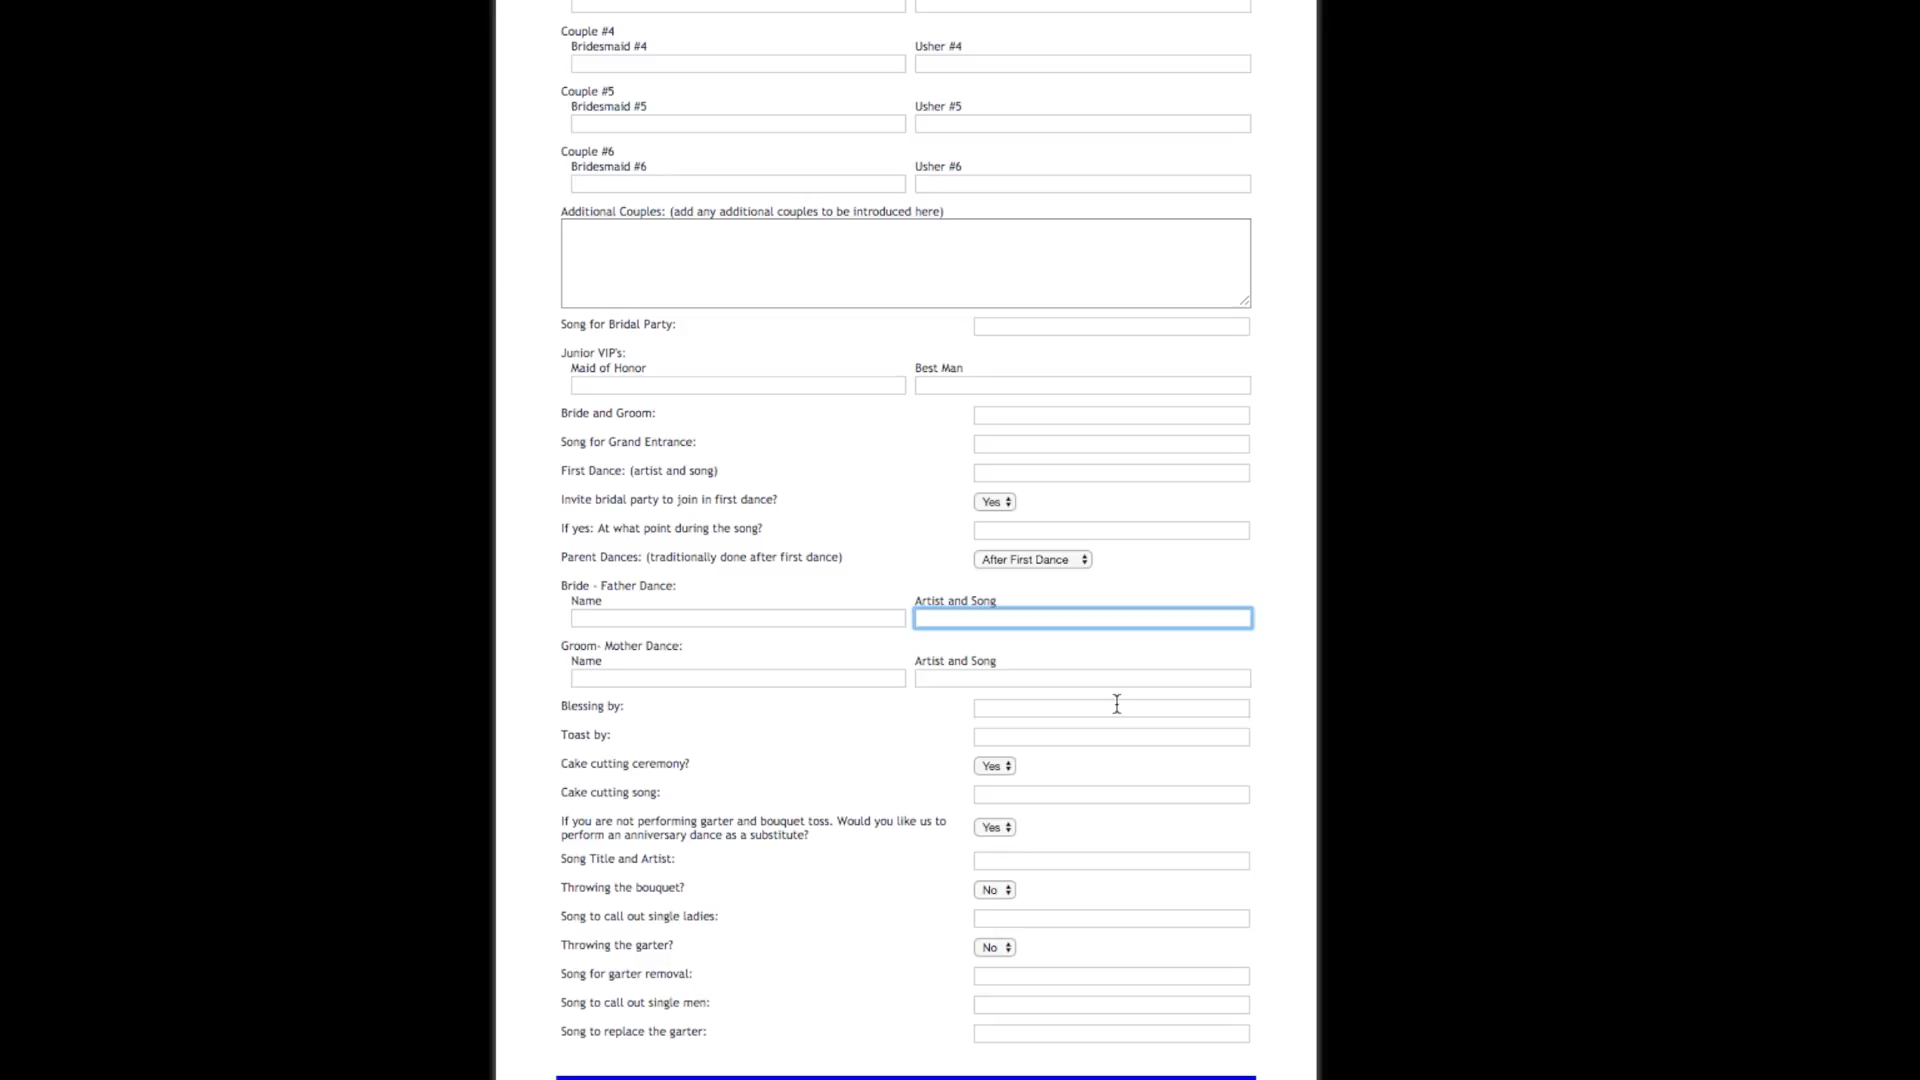 Couple #4
Bridesmaid #4 Usher #4
Couple #5
Bridesmaid #5 Usher #5
Couple #6
Bridesmaid #6 Usher #6
Additional Couples: (add any additional couples to be introduced here)
Song for Bridal Party:
Junior VIP's:
Maid of Honor Best Man
Bride and Groom:
Song for Grand Entrance:
First Dance: (artist and song)
Invite bridal party to join in first dance? Yes
If yes: At what point during the song?
Parent Dances: (traditionally done after first dance) After First Dance
Bride - Father Dance:
Name Artist and Song
Groom- Mother Dance:
Name Artist and Song
Blessing by:
Toast by:
Cake cutting ceremony? Yes
Cake cutting song:
If you are not performing garter and bouquet toss. Would you like us to Yes
perform an anniversary dance as a substitute?
Song Title and Artist:
Throwing the bouquet? No
Song to call out single ladies:
Throwing the garter? No
Song for garter removal:
Song to call out single men:
Song to replace the garter: